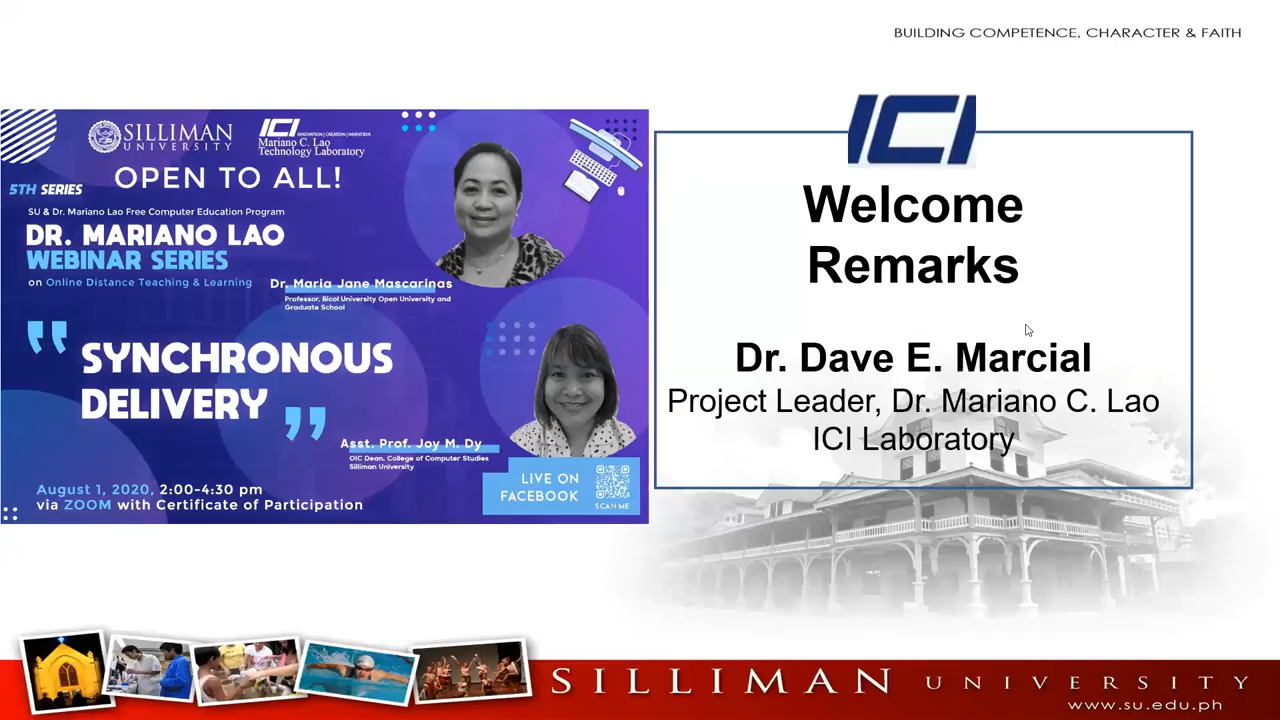 BUILDING COMPETENCE, CHARACTER & FAITH
SILLIMAN
UNIVERSITY
ICI INNOVATION | CREATION | INVENTION
Mariano C. Lao
Technology Laboratory
OPEN TO ALL!
5TH SERIES
SU & Dr. Mariano Lao Free Computer Education Program
DR. MARIANO LAO
WEBINAR SERIES
on Online Distance Teaching & Learning
Dr. Maria Jane Mascarinas
Professor, Bicol University Open University and
Graduate School
"SYNCHRONOUS
DELIVERY"
Asst. Prof. Joy M. Dy
OIC Dean, College of Computer Studies
Silliman University
August 1, 2020, 2:00-4:30 pm
via ZOOM with Certificate of Participation
LIVE ON
FACEBOOK
SCAN ME
ICI
Welcome
Remarks
Dr. Dave E. Marcial
Project Leader, Dr. Mariano C. Lao
ICI Laboratory
SILLIMAN UNIVERSITY
www.su.edu.ph